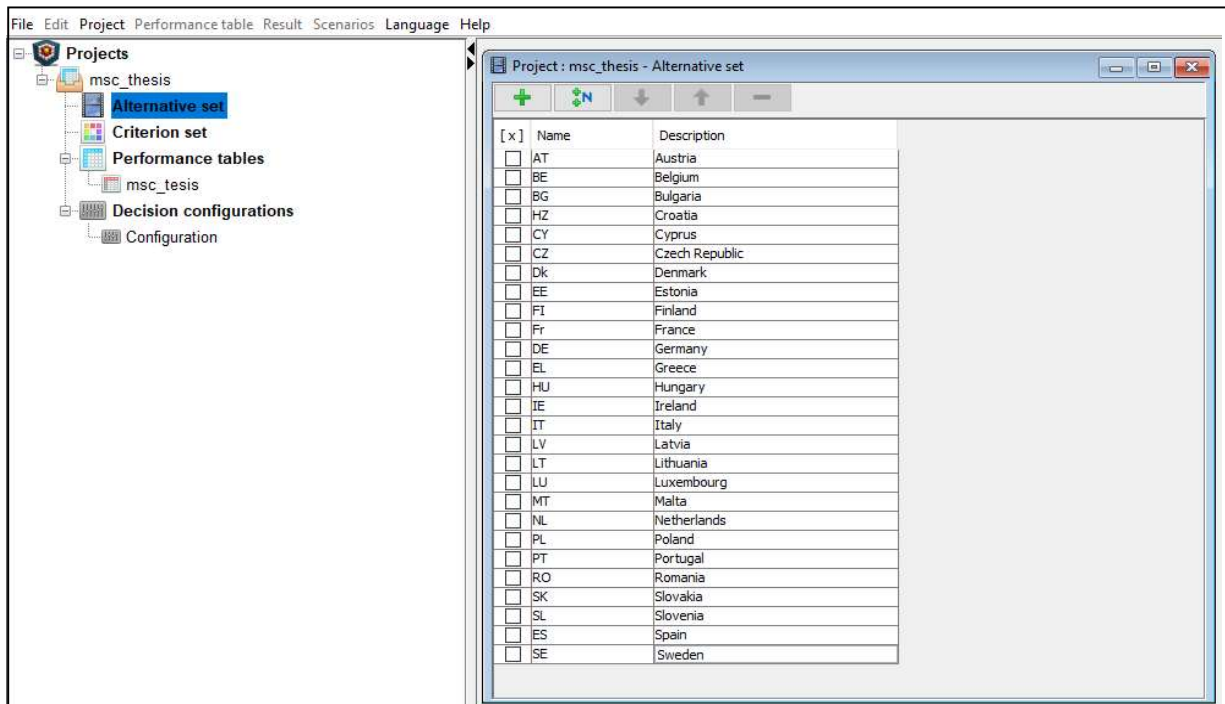 File Edit Project Performance table Result Scenarios Language Help
Projects
msc_thesis
Alternative set
Criterion set
Performance tables
msc_tesis
Decision configurations
Configuration
Project : msc_thesis - Alternative set
N
[x] Name Description
AT Austria
BE Belgium
BG Bulgaria
HZ Croatia
CY Cyprus
CZ Czech Republic
Dk Denmark
EE Estonia
FI Finland
Fr France
DE Germany
EL Greece
HU Hungary
IE Ireland
IT Italy
LV Latvia
LT Lithuania
LU Luxembourg
MT Malta
NL Netherlands
PL Poland
PT Portugal
RO Romania
SK Slovakia
SL Slovenia
ES Spain
SE Sweden